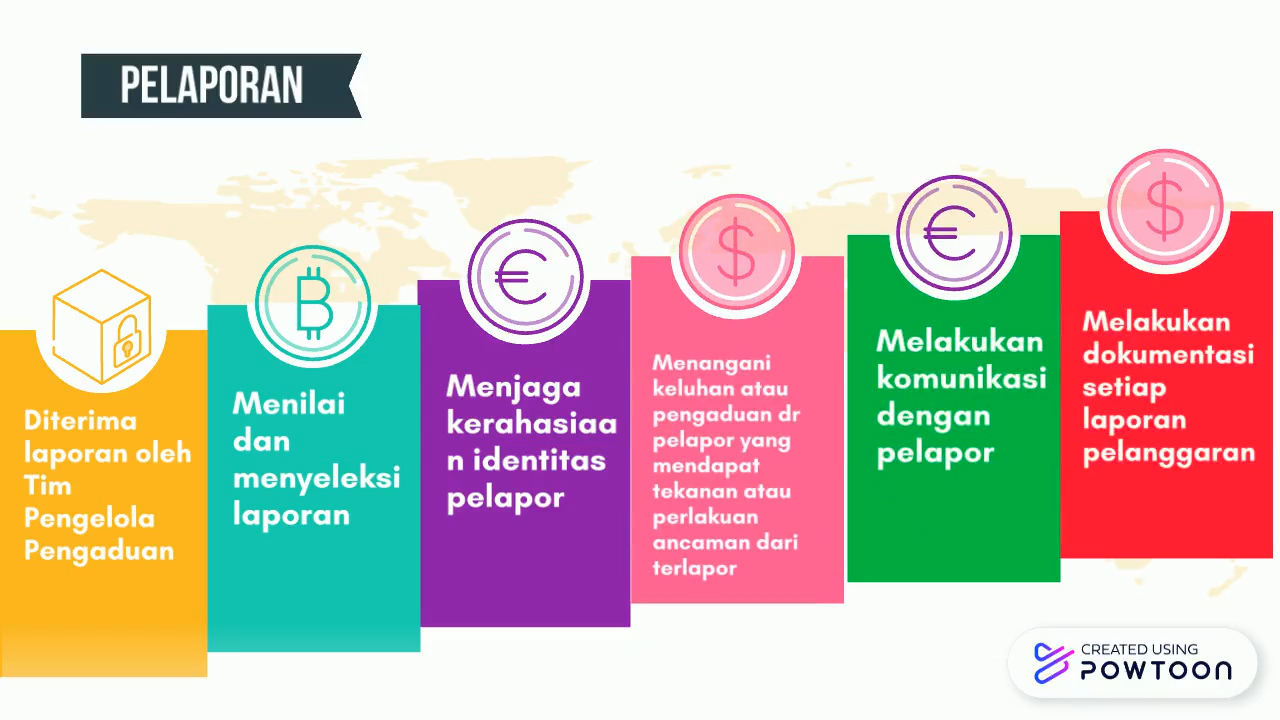 PELAPORAN
Diterima
laporan oleh
Tim
Pengelola
Pengaduan
Menilai
dan
menyeleksi
laporan
Menjaga
kerahasiaa
n identitas
pelapor
Menangani
keluhan atau
pengaduan dr
pelapor yang
mendapat
tekanan atau
perlakuan
ancaman dari
terlapor
Melakukan
komunikasi
dengan
pelapor
Melakukan
dokumentasi
setiap
laporan
pelanggaran
CREATED USING
POWTOON